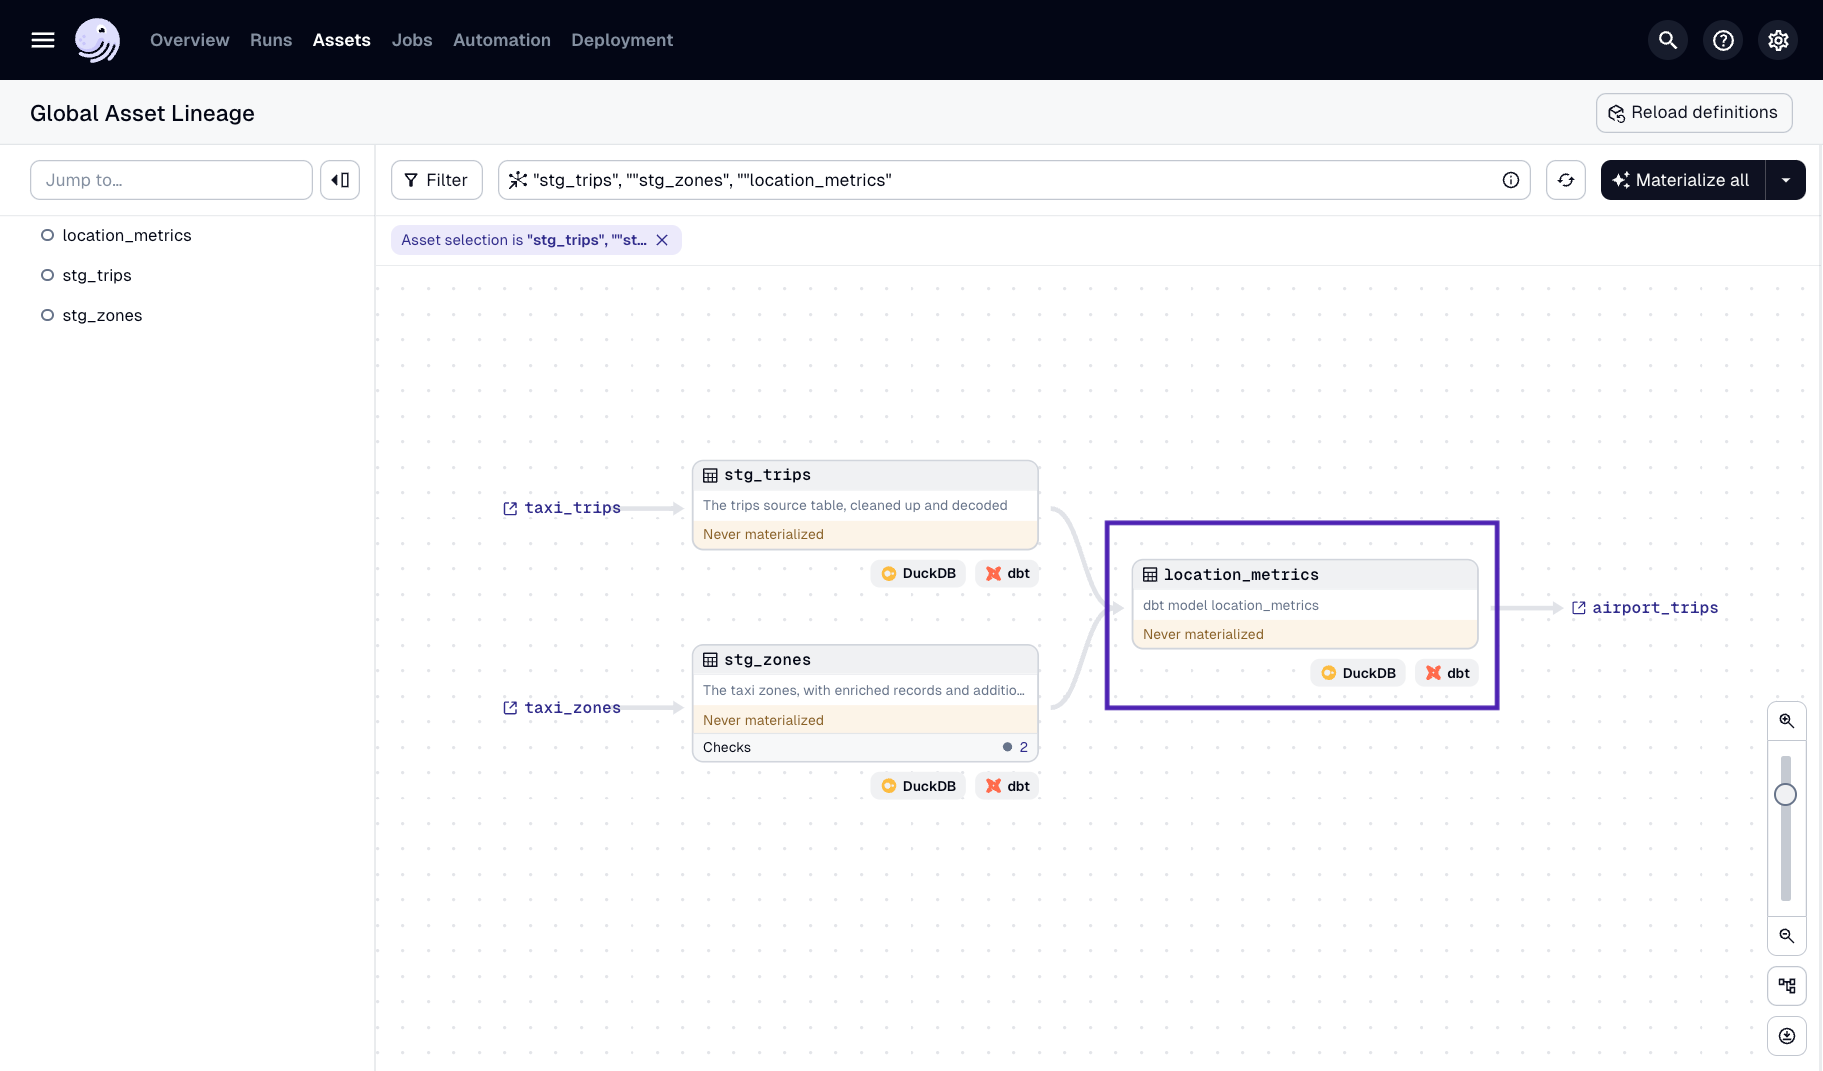 Overview Runs Assets Jobs Automation Deployment
Global Asset Lineage
Reload definitions
Jump to…
Filter
"stg_trips", ""stg_zones", ""location_metrics"
Materialize all
location_metrics
stg_trips
stg_zones
Asset selection is "stg_trips", ""st…
taxi_trips
stg_trips
The trips source table, cleaned up and decoded
Never materialized
DuckDB dbt
taxi_zones
stg_zones
The taxi zones, with enriched records and additio…
Never materialized
Checks 2
DuckDB dbt
location_metrics
dbt model location_metrics
Never materialized
DuckDB dbt
airport_trips